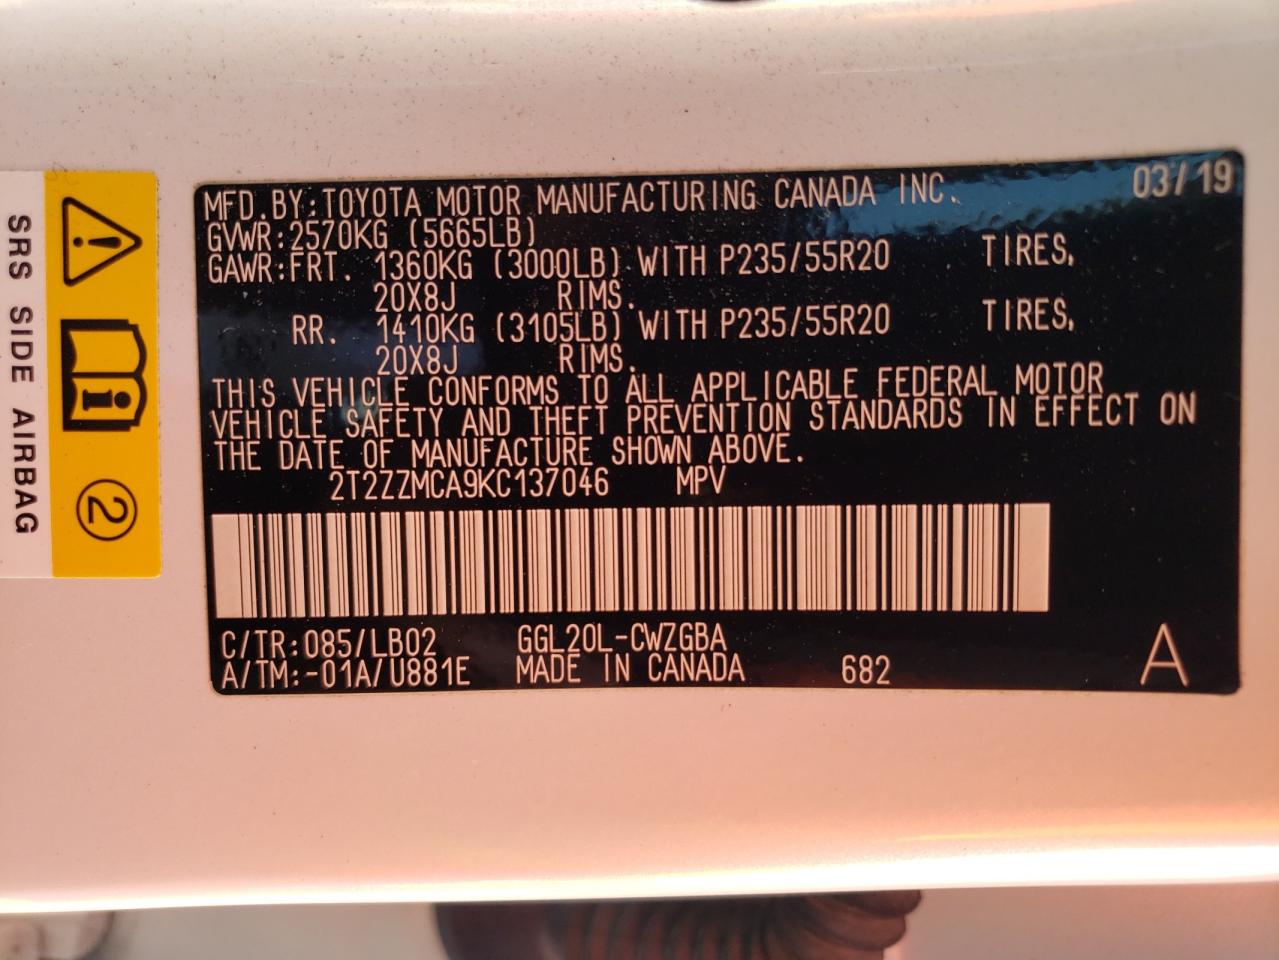 MFD.BY:TOYOTA MOTOR MANUFACTURING CANADA INC. 03/19
GVWR:2570KG (5665LB)
GAWR:FRT. 1360KG (3000LB) WITH P235/55R20 TIRES,
20X8J RIMS.
RR. 1410KG (3105LB) WITH P235/55R20 TIRES,
20X8J RIMS.
THIS VEHICLE CONFORMS TO ALL APPLICABLE FEDERAL MOTOR
VEHICLE SAFETY AND THEFT PREVENTION STANDARDS IN EFFECT ON
THE DATE OF MANUFACTURE SHOWN ABOVE.
2T2ZZMCA9KC137046 MPV
C/TR:085/LB02 GGL20L-CWZGBA
A/TM:-01A/U881E MADE IN CANADA 682 A
SRS SIDE AIRBAG
2